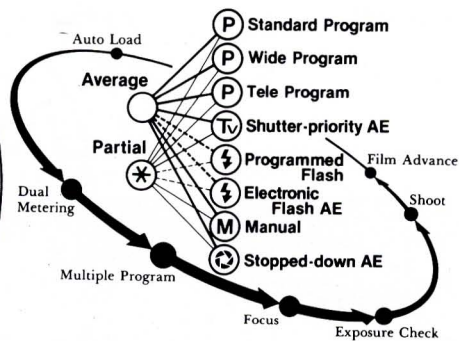 Auto Load
Average
Partial
P Standard Program
P Wide Program
P Tele Program
Tv Shutter-priority AE
Programmed
Flash
Electronic
Flash AE
M Manual
Stopped-down AE
Dual
Metering
Multiple Program
Focus
Exposure Check
Shoot
Film Advance